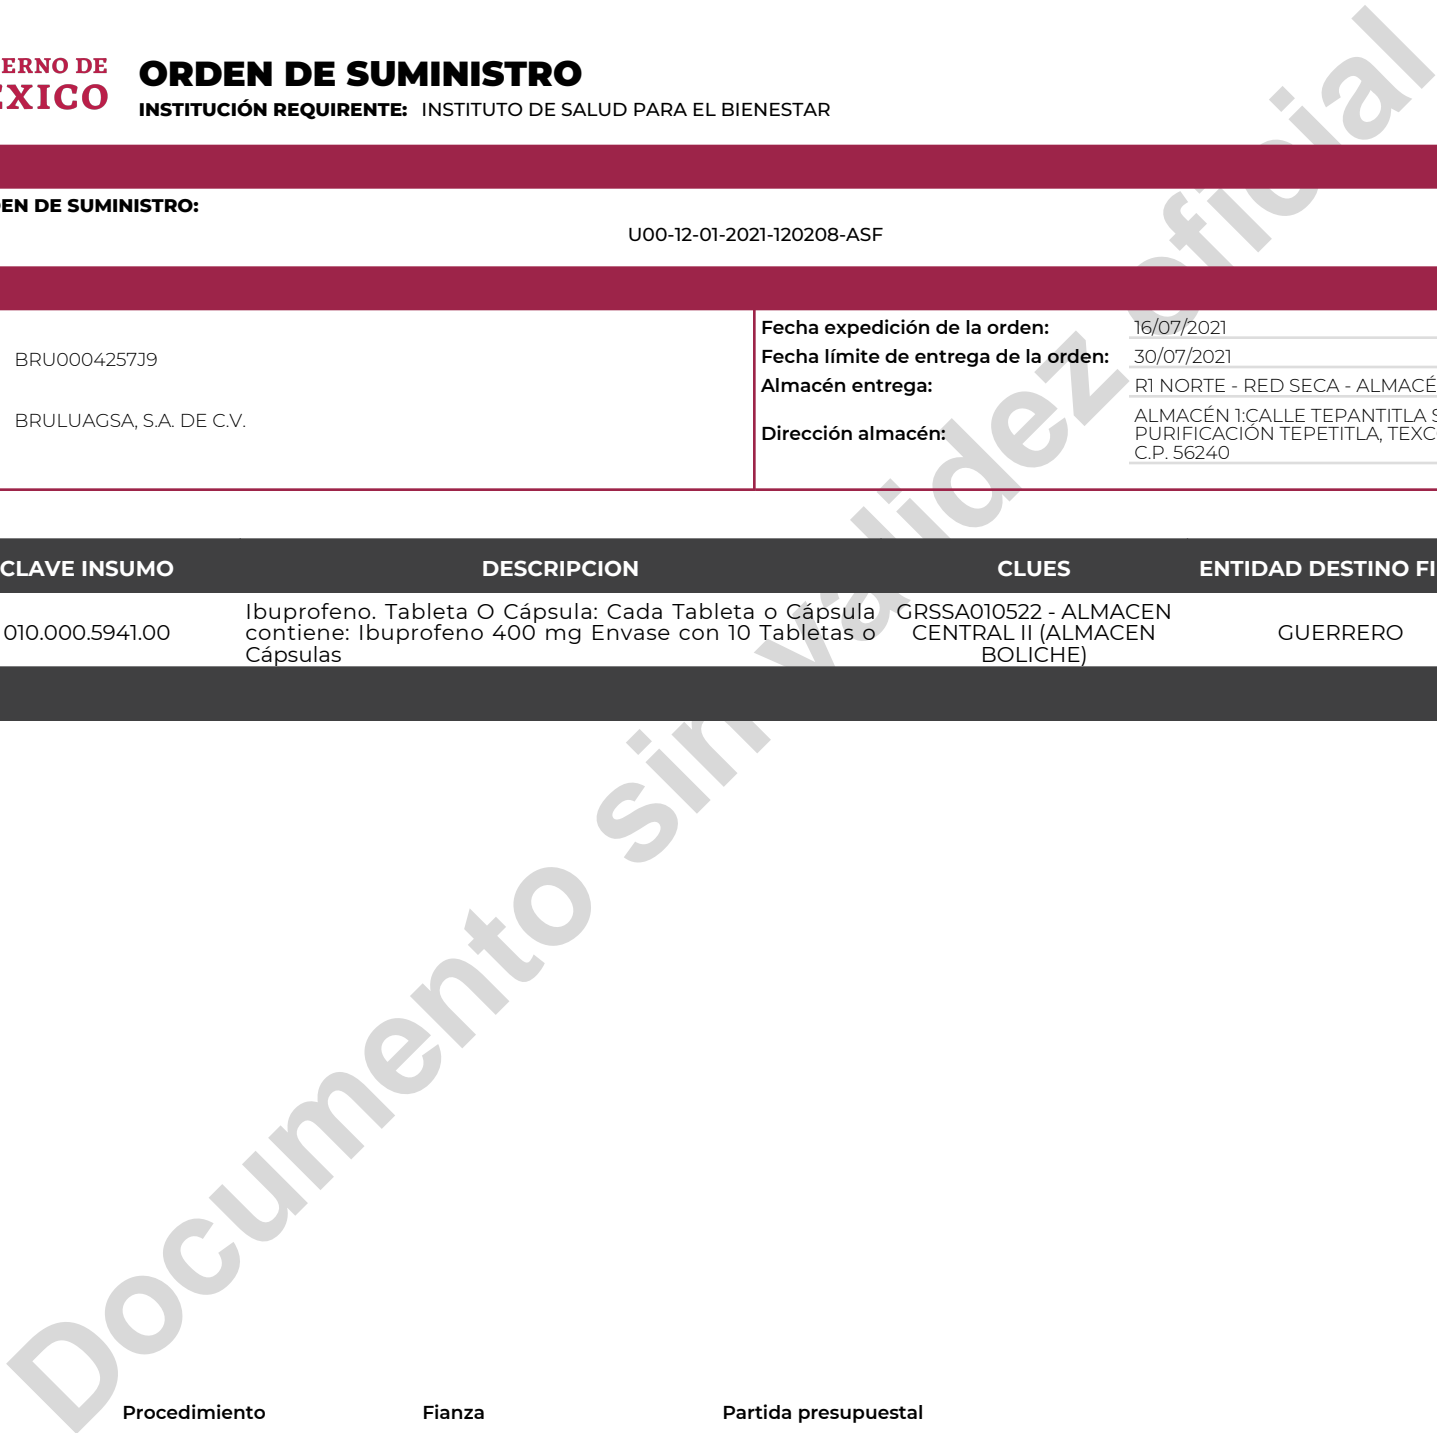 ERNO DE
EXICO
ORDEN DE SUMINISTRO
INSTITUCIÓN REQUIRENTE: INSTITUTO DE SALUD PARA EL BIENESTAR
EN DE SUMINISTRO:
U00-12-01-2021-120208-ASF
BRU0004257J9
BRULUAGSA, S.A. DE C.V.
Fecha expedición de la orden: 16/07/2021
Fecha límite de entrega de la orden: 30/07/2021
Almacén entrega: R1 NORTE - RED SECA - ALMACÉ
Dirección almacén:
ALMACÉN 1:CALLE TEPANTITLA S
PURIFICACIÓN TEPETITLA, TEXC
C.P. 56240
CLAVE INSUMO DESCRIPCION CLUES ENTIDAD DESTINO FI
010.000.5941.00
Ibuprofeno. Tableta O Cápsula: Cada Tableta o Cápsula
contiene: Ibuprofeno 400 mg Envase con 10 Tabletas o
Cápsulas
GRSSA010522 - ALMACEN
CENTRAL II (ALMACEN
BOLICHE)
GUERRERO
Documento sin validez oficial
Procedimiento Fianza Partida presupuestal